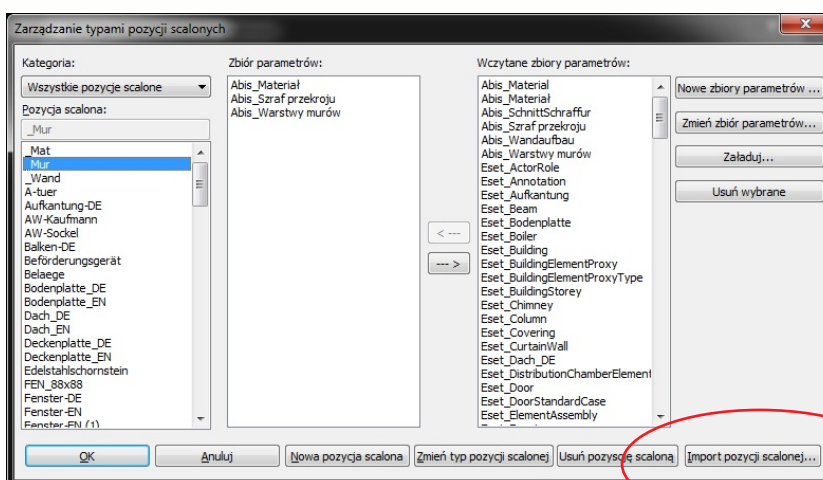 Zarządzanie typami pozycji scalonych
Kategoria:
Wszystkie pozycje scalone
Pozycja scalona:
_Mur
_Mat
_Mur
_Wand
A-tuer
Aufkantung-DE
AW-Kaufmann
AW-Sockel
Balken-DE
Beförderungsgerät
Belaege
Bodenplatte_DE
Bodenplatte_EN
Dach_DE
Dach_EN
Deckenplatte_DE
Deckenplatte_EN
Edelstahlschornstein
FEN_88x88
Fenster-DE
Fenster-EN
Fenster-EN (1)
Zbiór parametrów:
Abis_Materiał
Abis_Szraf przekroju
Abis_Warstwy murów
< ---
--- >
Wczytane zbiory parametrów:
Abis_Material
Abis_Materiał
Abis_SchnittSchraffur
Abis_Szraf przekroju
Abis_Wandaufbau
Abis_Warstwy murów
Eset_ActorRole
Eset_Annotation
Eset_Aufkantung
Eset_Beam
Eset_Bodenplatte
Eset_Boiler
Eset_Building
Eset_BuildingElementProxy
Eset_BuildingElementProxyType
Eset_BuildingStorey
Eset_Chimney
Eset_Column
Eset_Covering
Eset_CurtainWall
Eset_Dach_DE
Eset_DistributionChamberElement
Eset_Door
Eset_DoorStandardCase
Eset_ElementAssembly
Nowe zbiory parametrów ...
Zmień zbiór parametrów...
Załaduj...
Usuń wybrane
OK
Anuluj
Nowa pozycja scalona
Zmień typ pozycji scalonej
Usuń pozyscję scaloną
Import pozycji scalonej...